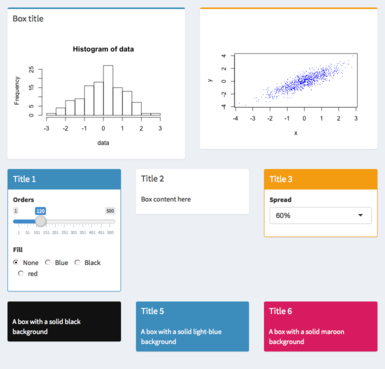 Box title
Histogram of data
Frequency
0 5 15 25
-3 -2 -1 0 1 2 3
data
y
-4 -2 0 2 4
-4 -3 -2 -1 0 1 2 3
x
Title 1
Orders
1 120 500
1 51 101 151 201 251 301 351 401 451 500
Fill
None Blue Black
red
Title 2
Box content here
Title 3
Spread
60%
A box with a solid black
background
Title 5
A box with a solid light-blue
background
Title 6
A box with a solid maroon
background